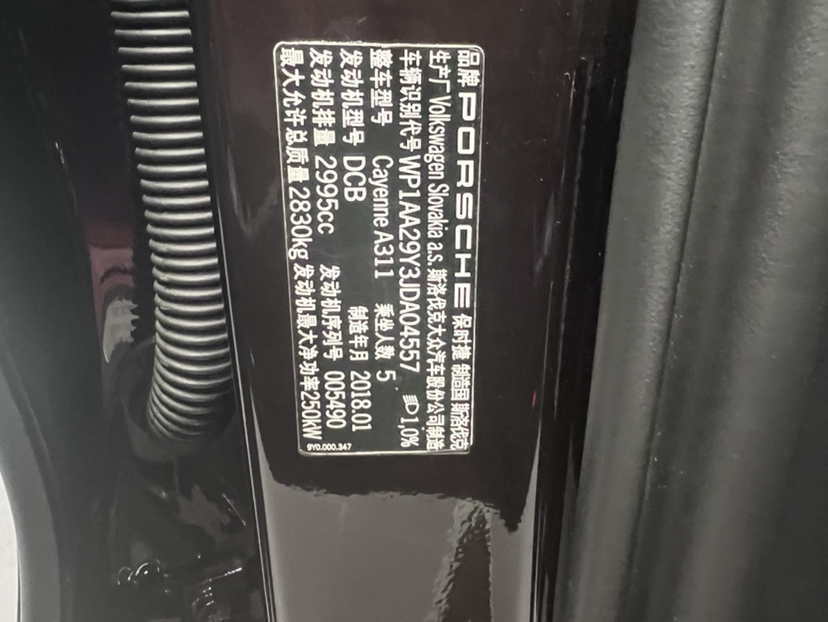 品牌 PORSCHE 保时捷 制造国 斯洛伐克
生产厂 Volkswagen Slovakia a.s. 斯洛伐克大众汽车股份公司制造
车辆识别代号 WP1AA29Y3JDA04557 1,0%
整车型号 Cayenne A311 乘坐人数 5
发动机型号 DCB 制造年月 2018.01
发动机排量 2995cc 发动机序列号 005490
最大允许总质量 2830kg 发动机最大净功率 250kW
9Y0.000.347